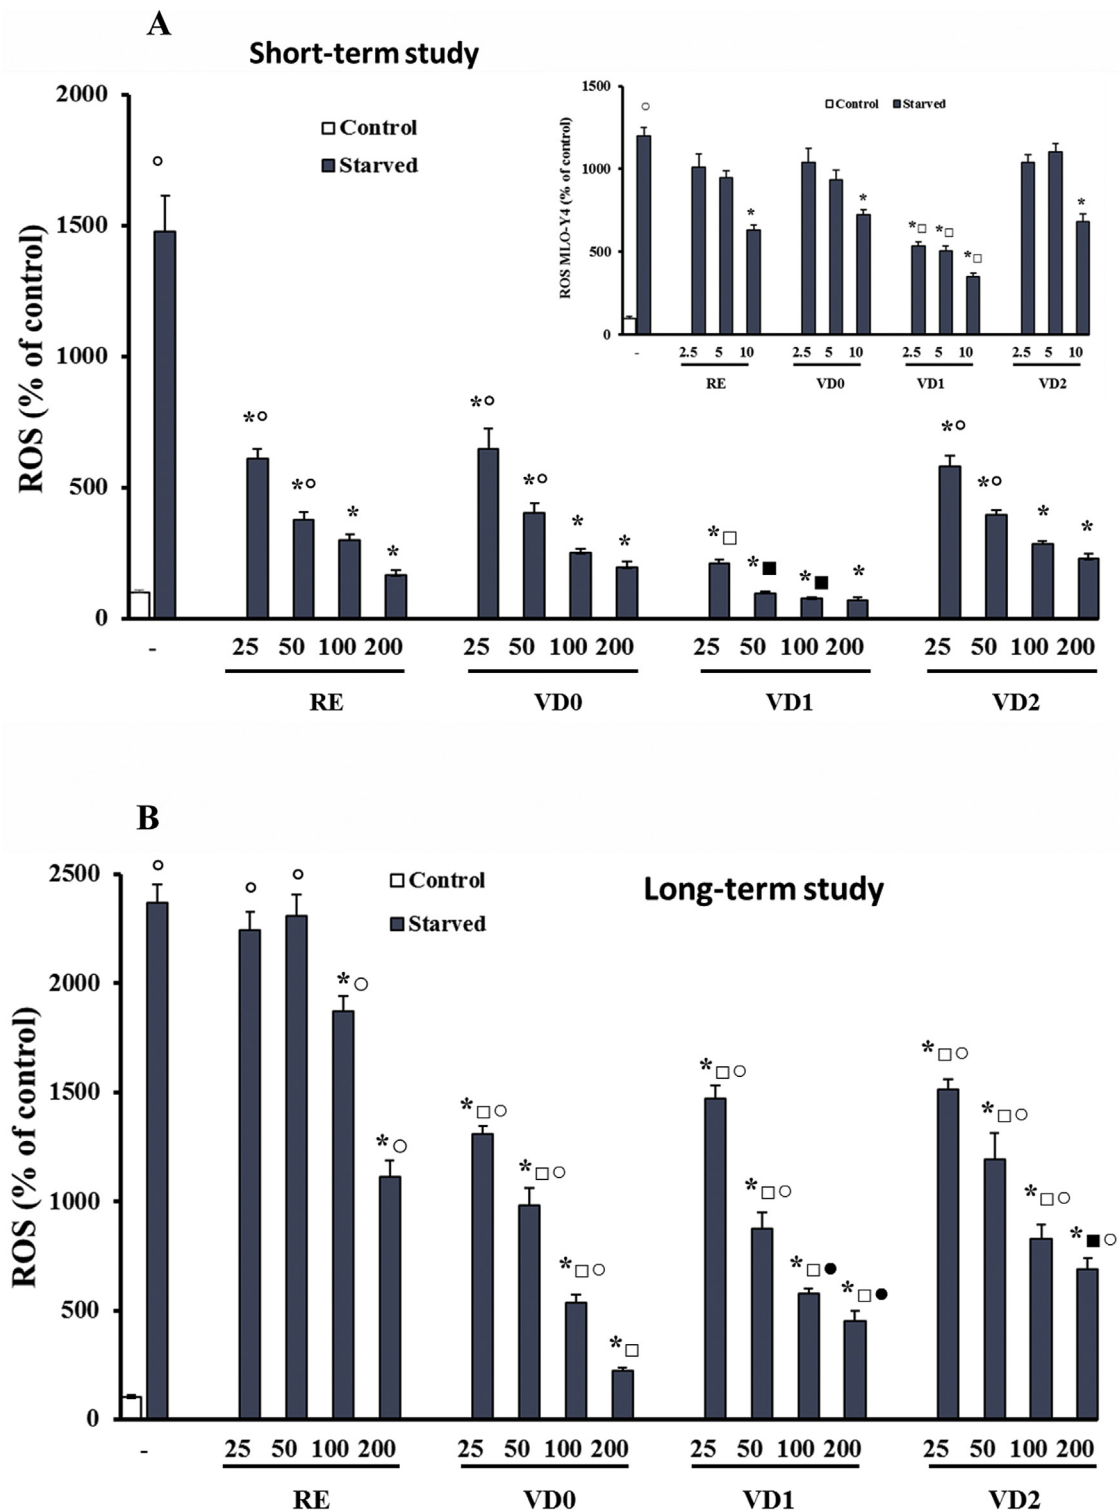 A
Short-term study
2000
1500
1000
500
0
ROS (% of control)
Control
Starved
-
25 50 100 200
25 50 100 200
25 50 100 200
25 50 100 200
RE
VD0
VD1
VD2
1500
1000
500
0
ROS MLO-Y4 (% of control)
Control Starved
-
2.5 5 10
2.5 5 10
2.5 5 10
2.5 5 10
RE
VD0
VD1
VD2
B
Long-term study
2500
2000
1500
1000
500
0
ROS (% of control)
Control
Starved
-
25 50 100 200
25 50 100 200
25 50 100 200
25 50 100 200
RE
VD0
VD1
VD2